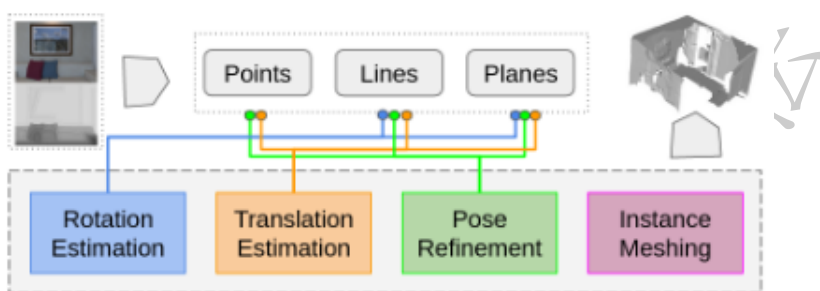 Points Lines Planes
Rotation Translation Pose Instance
Estimation Estimation Refinement Meshing